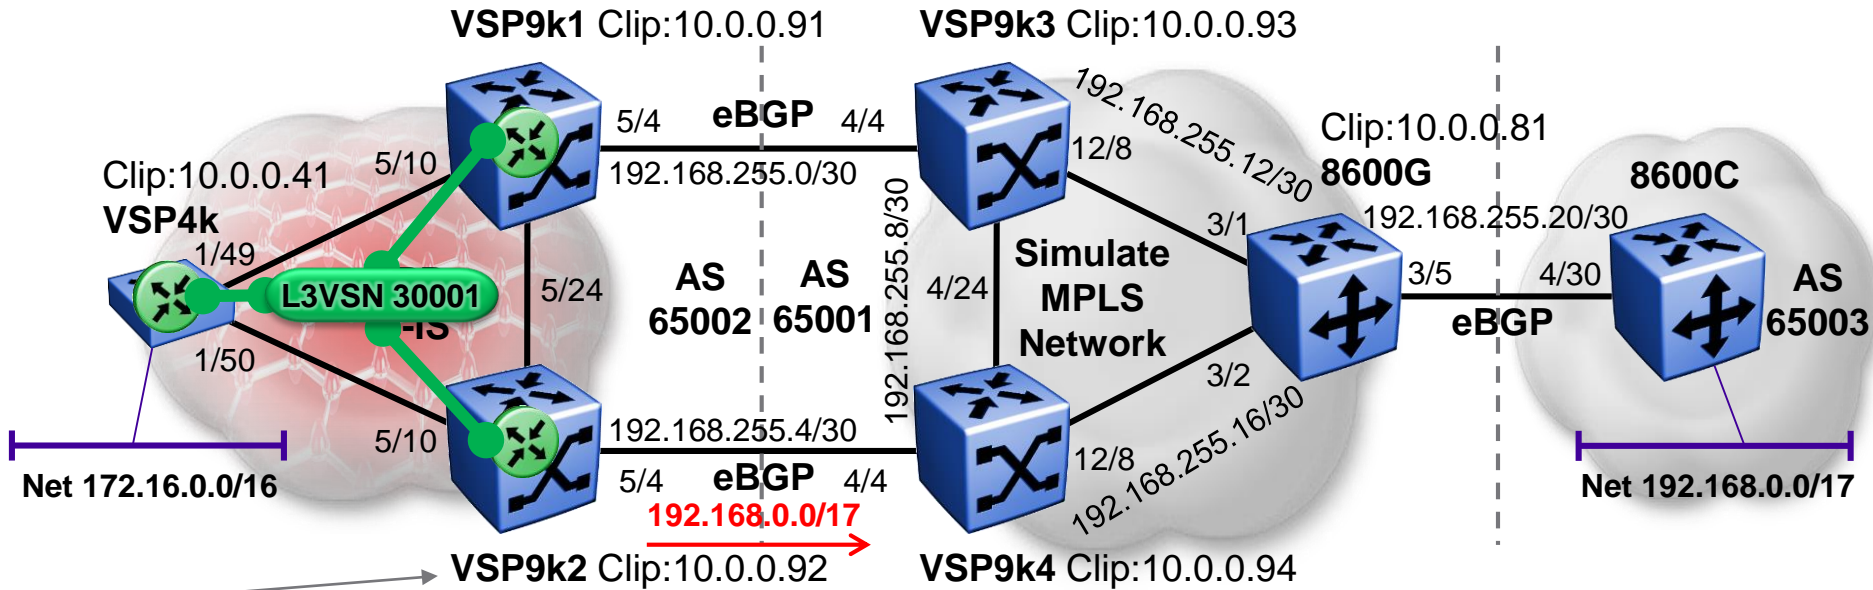 VSP9k1 Clip:10.0.0.91
VSP9k3 Clip:10.0.0.93
5/4
eBGP
4/4
192.168.255.0/30
5/10
Clip:10.0.0.41
VSP4k
1/49
L3VSN 30001
-IS
1/50
5/10
5/24
AS
65002
AS
65001
192.168.255.8/30
4/24
12/8
192.168.255.12/30
Simulate
MPLS
Network
3/1
Clip:10.0.0.81
8600G
192.168.255.20/30
3/5
4/30
eBGP
8600C
AS
65003
3/2
192.168.255.16/30
12/8
192.168.255.4/30
5/4
eBGP
4/4
192.168.0.0/17
Net 172.16.0.0/16
Net 192.168.0.0/17
VSP9k2 Clip:10.0.0.92
VSP9k4 Clip:10.0.0.94